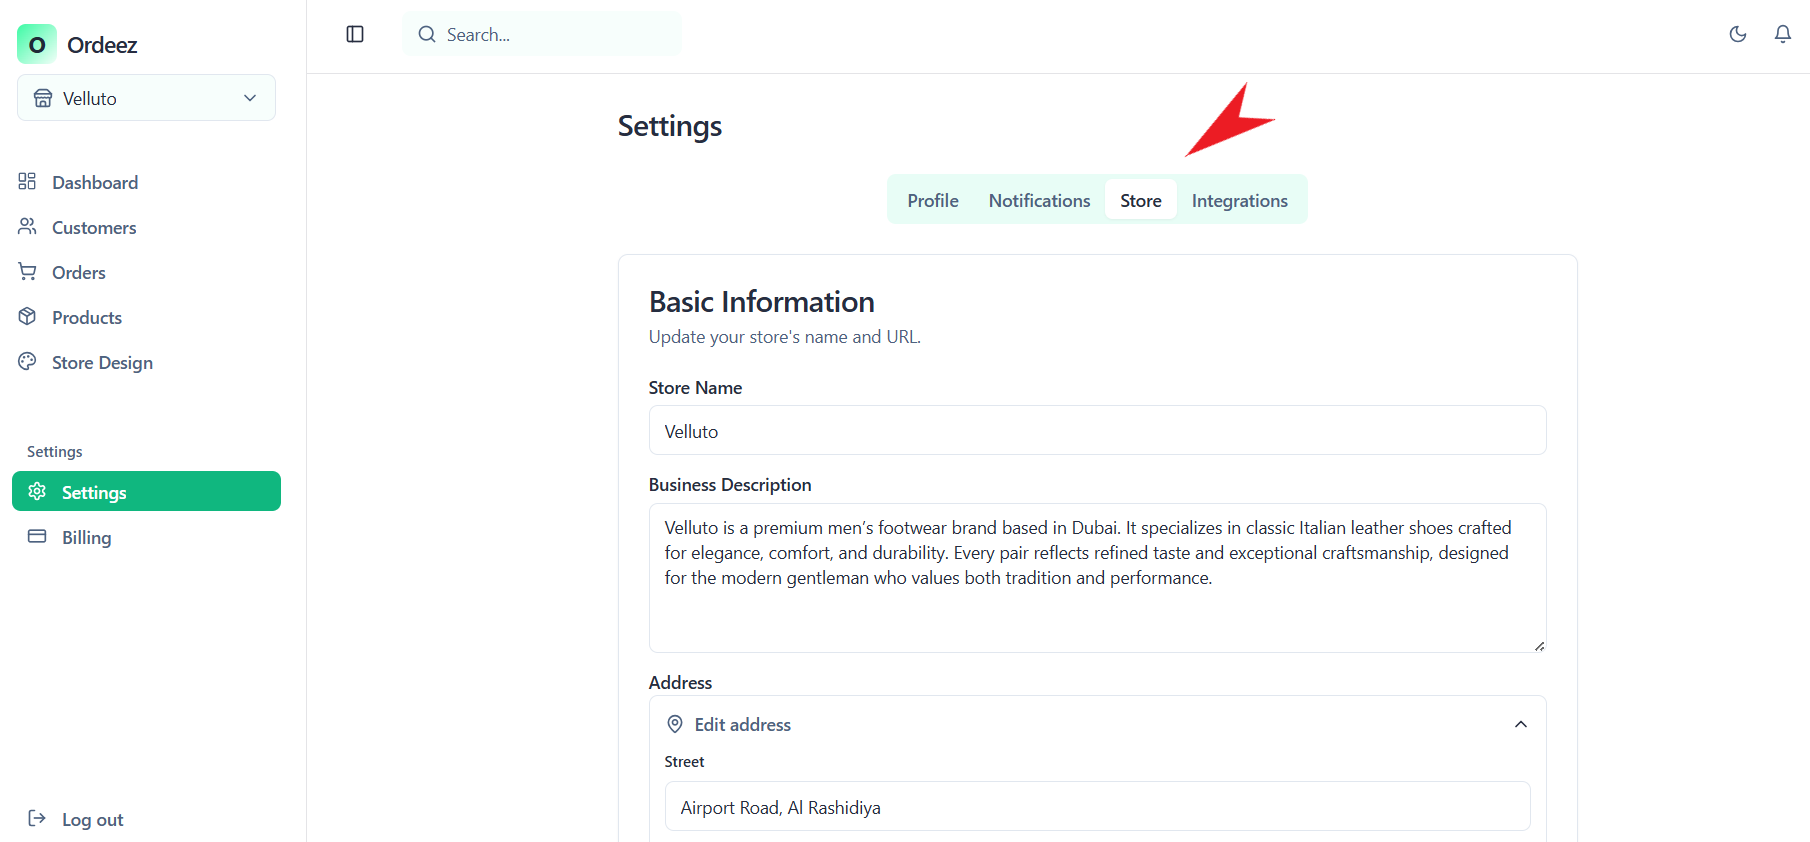 O Ordeez
Velluto
Dashboard
Customers
Orders
Products
Store Design
Settings
Settings
Billing
Log out
Search...
Settings
Profile Notifications Store Integrations
Basic Information
Update your store's name and URL.
Store Name
Velluto
Business Description
Velluto is a premium men’s footwear brand based in Dubai. It specializes in classic Italian leather shoes crafted
for elegance, comfort, and durability. Every pair reflects refined taste and exceptional craftsmanship, designed
for the modern gentleman who values both tradition and performance.
Address
Edit address
Street
Airport Road, Al Rashidiya